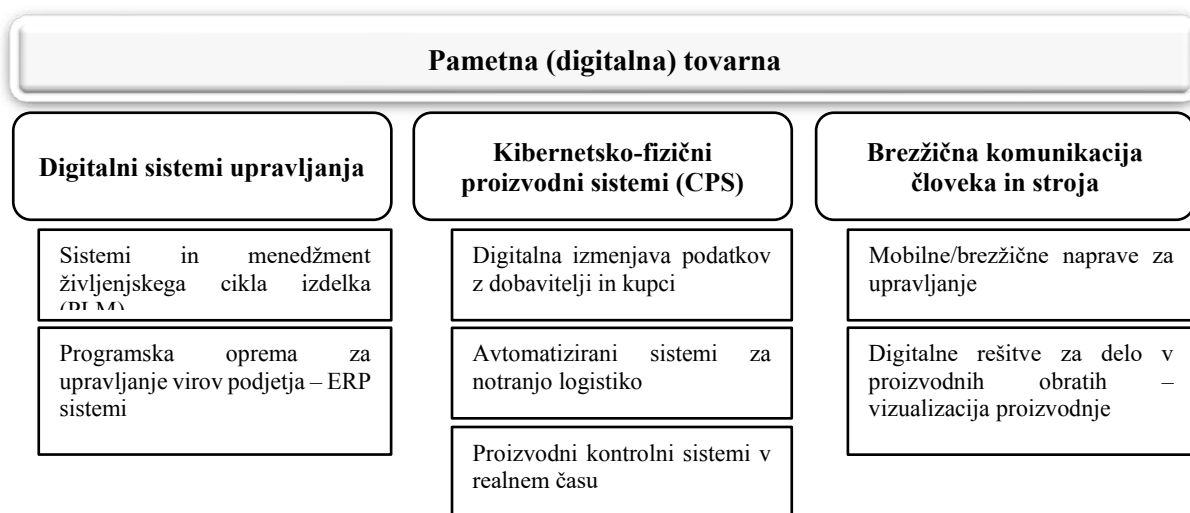 Pametna (digitalna) tovarna
Digitalni sistemi upravljanja
Sistemi in menedžment
življenjskega cikla izdelka
(PLM)
Programska oprema za
upravljanje virov podjetja – ERP
sistemi
Kibernetsko-fizični
proizvodni sistemi (CPS)
Digitalna izmenjava podatkov
z dobavitelji in kupci
Avtomatizirani sistemi za
notranjo logistiko
Proizvodni kontrolni sistemi v
realnem času
Brezžična komunikacija
človeka in stroja
Mobilne/brezžične naprave za
upravljanje
Digitalne rešitve za delo v
proizvodnih obratih –
vizualizacija proizvodnje